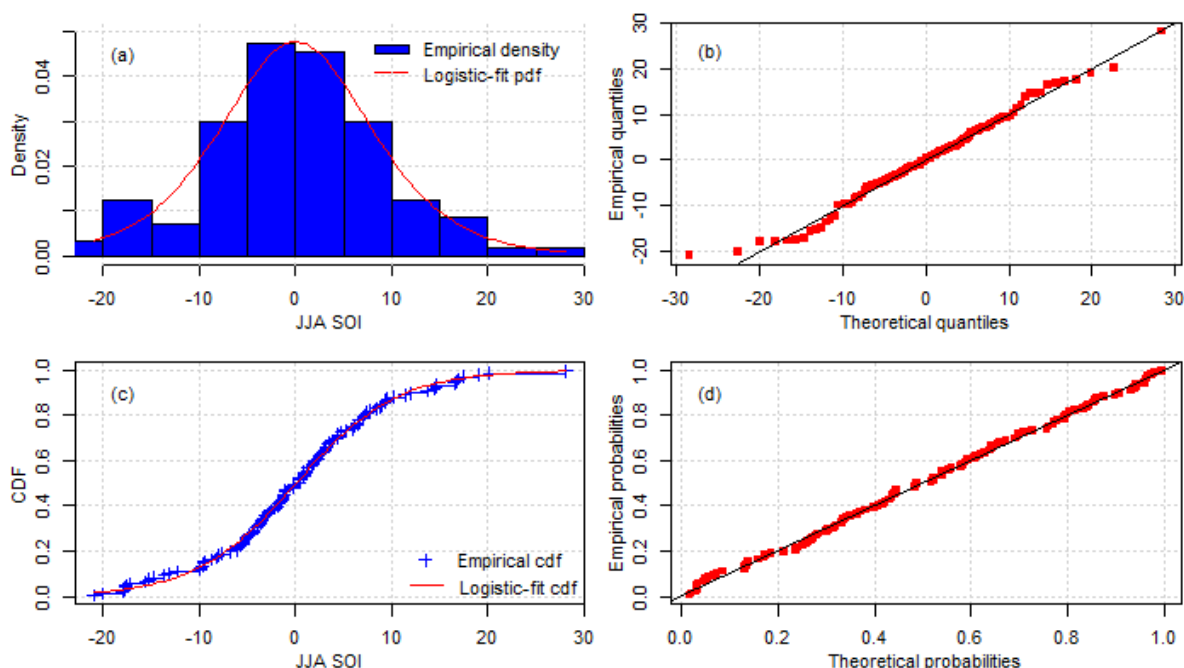 (a)
Empirical density
Logistic-fit pdf
Density
0.00
0.02
0.04
-20 -10 0 10 20 30
JJA SOI
(b)
Empirical quantiles
-20 -10 0 10 20 30
-30 -20 -10 0 10 20 30
Theoretical quantiles
(c)
CDF
0.0 0.2 0.4 0.6 0.8 1.0
Empirical cdf
Logistic-fit cdf
-20 -10 0 10 20 30
JJA SOI
(d)
Empirical probabilities
0.0 0.2 0.4 0.6 0.8 1.0
0.0 0.2 0.4 0.6 0.8 1.0
Theoretical probabilities